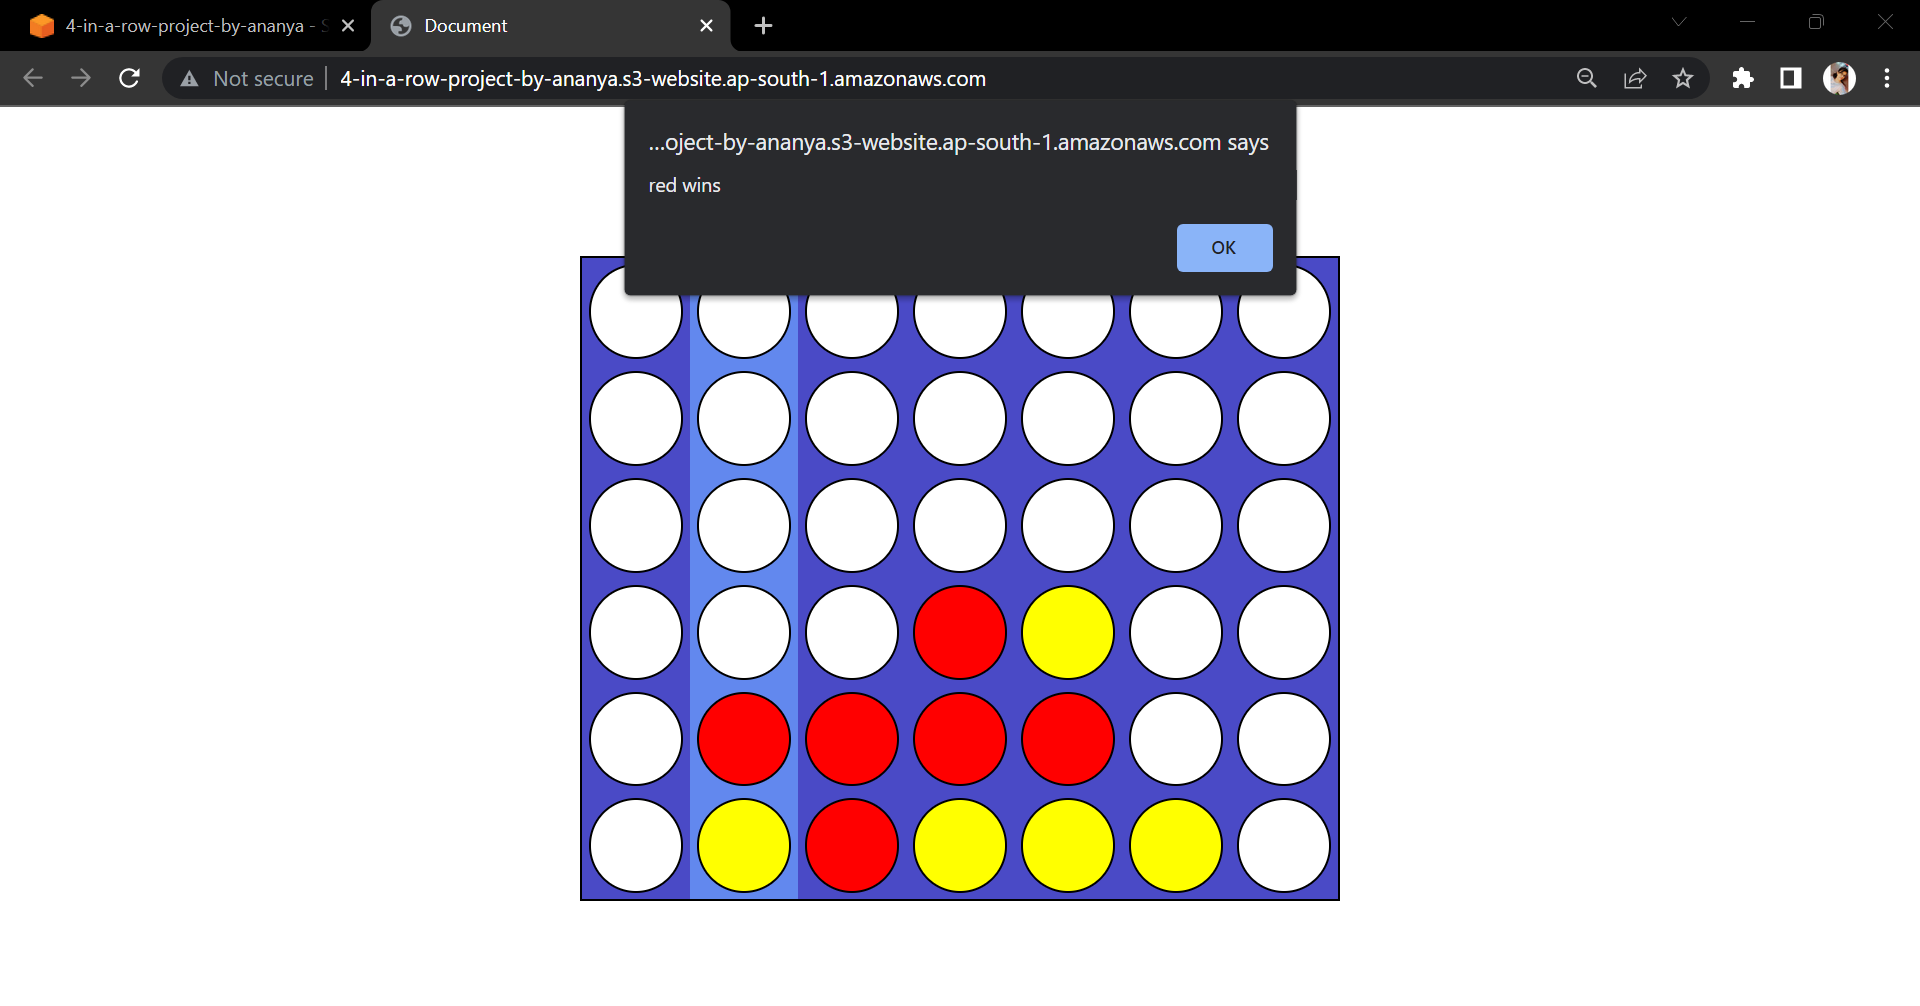 4-in-a-row-project-by-ananya -
Document
Not secure
4-in-a-row-project-by-ananya.s3-website.ap-south-1.amazonaws.com
...oject-by-ananya.s3-website.ap-south-1.amazonaws.com says
red wins
OK